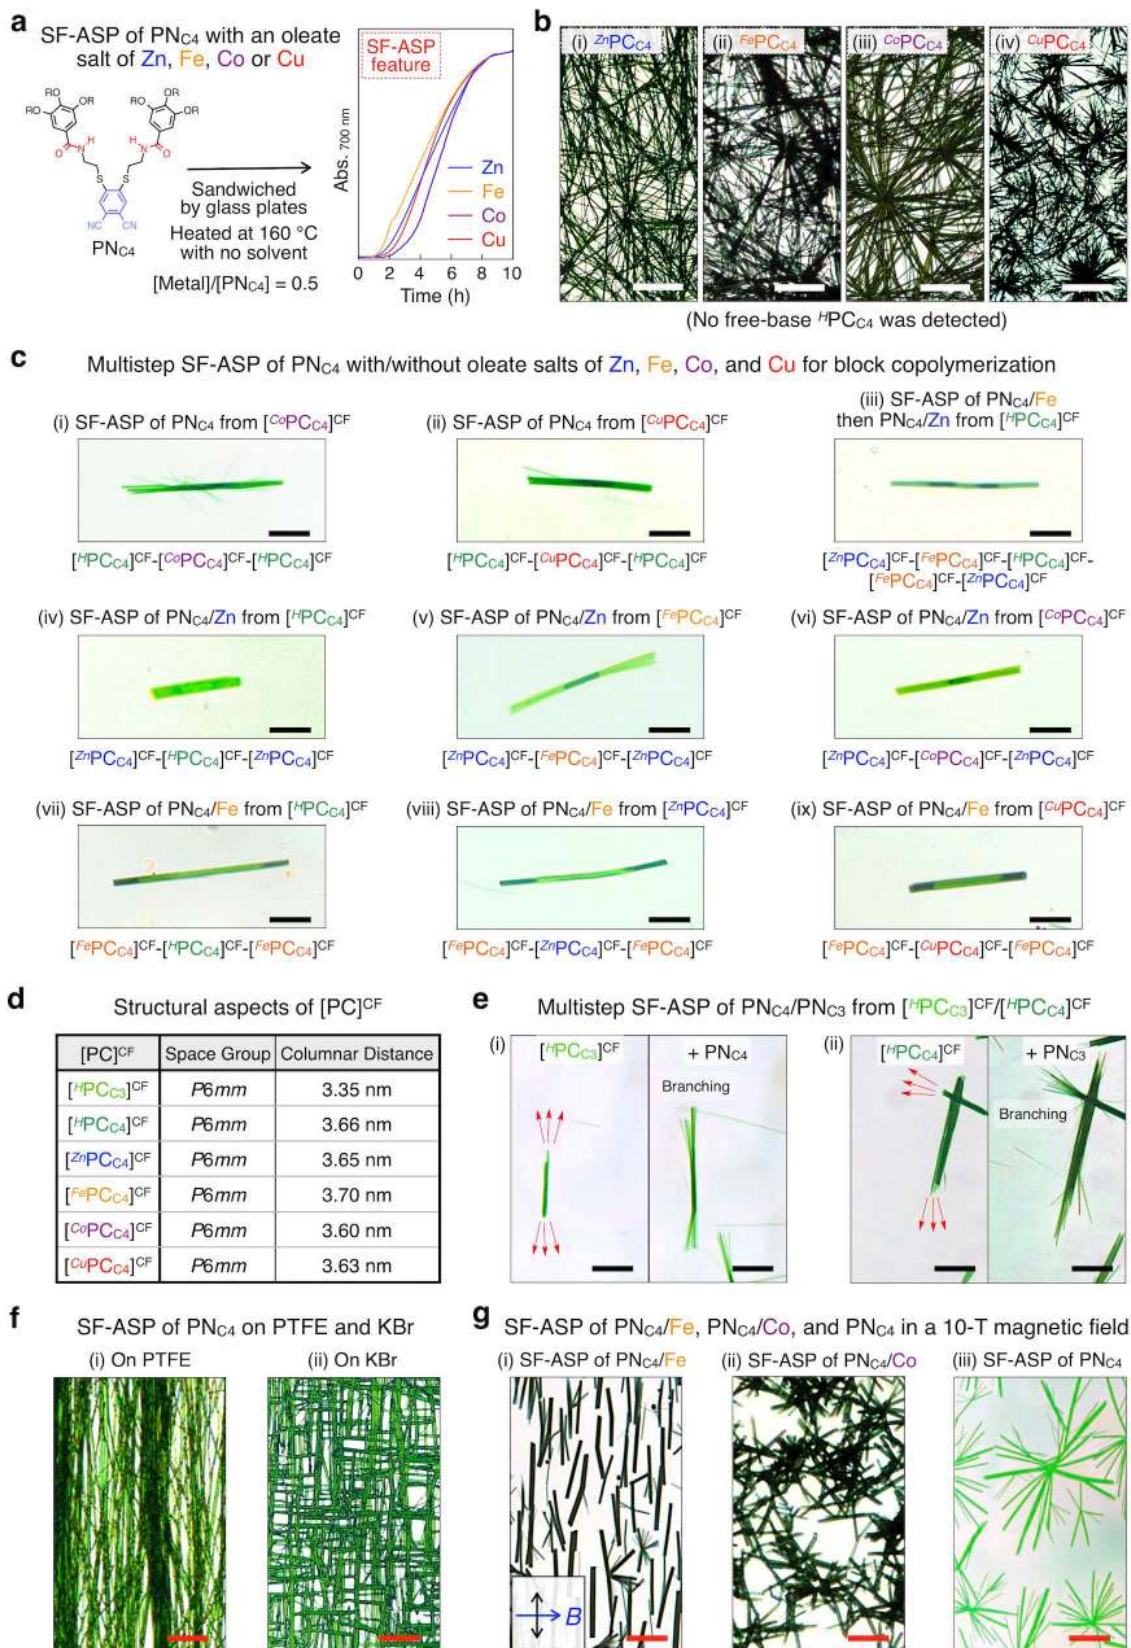 a
SF-ASP of PNC4 with an oleate
salt of Zn, Fe, Co or Cu
OR
RO OR
OR
RO OR
O N H
H N O
S S
NC CN
PNC4
Sandwiched
by glass plates
Heated at 160 °C
with no solvent
[Metal]/[PNC4] = 0.5
SF-ASP
feature
Abs. 700 nm
Zn
Fe
Co
Cu
0 2 4 6 8 10
Time (h)
b
(i) ZnPCC4
(ii) FePCC4
(iii) CoPCC4
(iv) CuPCC4
(No free-base HPCC4 was detected)
c
Multistep SF-ASP of PNC4 with/without oleate salts of Zn, Fe, Co, and Cu for block copolymerization
(i) SF-ASP of PNC4 from [CoPCC4]CF
[HPCC4]CF-[CoPCC4]CF-[HPCC4]CF
(ii) SF-ASP of PNC4 from [CuPCC4]CF
[HPCC4]CF-[CuPCC4]CF-[HPCC4]CF
(iii) SF-ASP of PNC4/Fe
then PNC4/Zn from [HPCC4]CF
[ZnPCC4]CF-[FePCC4]CF-[HPCC4]CF-
[FePCC4]CF-[ZnPCC4]CF
(iv) SF-ASP of PNC4/Zn from [HPCC4]CF
[ZnPCC4]CF-[HPCC4]CF-[ZnPCC4]CF
(v) SF-ASP of PNC4/Zn from [FePCC4]CF
[ZnPCC4]CF-[FePCC4]CF-[ZnPCC4]CF
(vi) SF-ASP of PNC4/Zn from [CoPCC4]CF
[ZnPCC4]CF-[CoPCC4]CF-[ZnPCC4]CF
(vii) SF-ASP of PNC4/Fe from [HPCC4]CF
[FePCC4]CF-[HPCC4]CF-[FePCC4]CF
(viii) SF-ASP of PNC4/Fe from [ZnPCC4]CF
[FePCC4]CF-[ZnPCC4]CF-[FePCC4]CF
(ix) SF-ASP of PNC4/Fe from [CuPCC4]CF
[FePCC4]CF-[CuPCC4]CF-[FePCC4]CF
d
Structural aspects of [PC]CF
[PC]CF Space Group Columnar Distance
[HPCC3]CF P6mm 3.35 nm
[HPCC4]CF P6mm 3.66 nm
[ZnPCC4]CF P6mm 3.65 nm
[FePCC4]CF P6mm 3.70 nm
[CoPCC4]CF P6mm 3.60 nm
[CuPCC4]CF P6mm 3.63 nm
e
Multistep SF-ASP of PNC4/PNC3 from [HPCC3]CF/[HPCC4]CF
(i)
[HPCC3]CF
+ PNC4
Branching
(ii)
[HPCC4]CF
+ PNC3
Branching
f
SF-ASP of PNC4 on PTFE and KBr
(i) On PTFE
(ii) On KBr
g
SF-ASP of PNC4/Fe, PNC4/Co, and PNC4 in a 10-T magnetic field
(i) SF-ASP of PNC4/Fe
(ii) SF-ASP of PNC4/Co
(iii) SF-ASP of PNC4
B